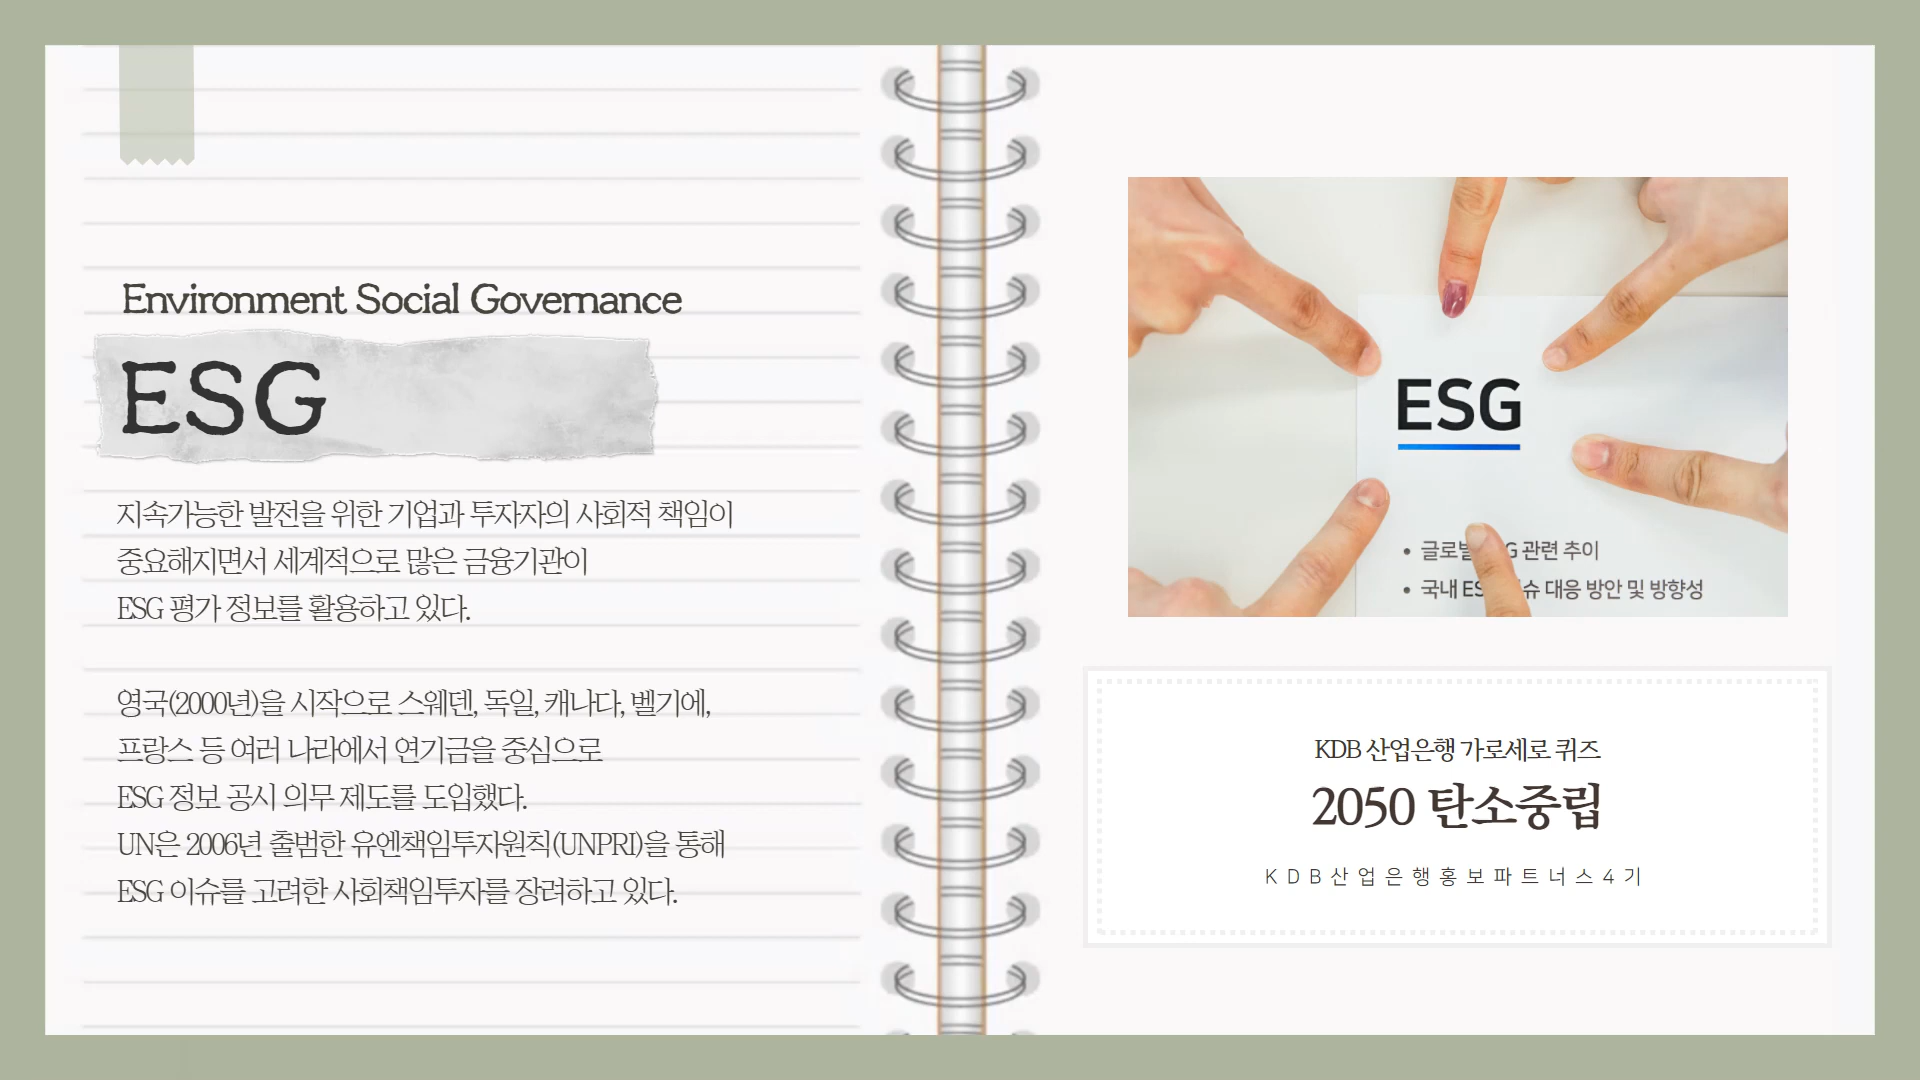 Environment Social Governance
ESG
지속가능한 발전을 위한 기업과 투자자의 사회적 책임이
중요해지면서 세계적으로 많은 금융기관이
ESG 평가 정보를 활용하고 있다.
영국(2000년)을 시작으로 스웨덴, 독일, 캐나다, 벨기에,
프랑스 등 여러 나라에서 연기금을 중심으로
ESG 정보 공시 의무 제도를 도입했다.
UN은 2006년 출범한 유엔책임투자원칙(UNPRI)을 통해
ESG 이슈를 고려한 사회책임투자를 장려하고 있다.
ESG
• 글로벌 G 관련 추이
• 국내 ES 슈 대응 방안 및 방향성
KDB 산업은행 가로세로 퀴즈
2050 탄소중립
KDB산업은행홍보파트너스4기